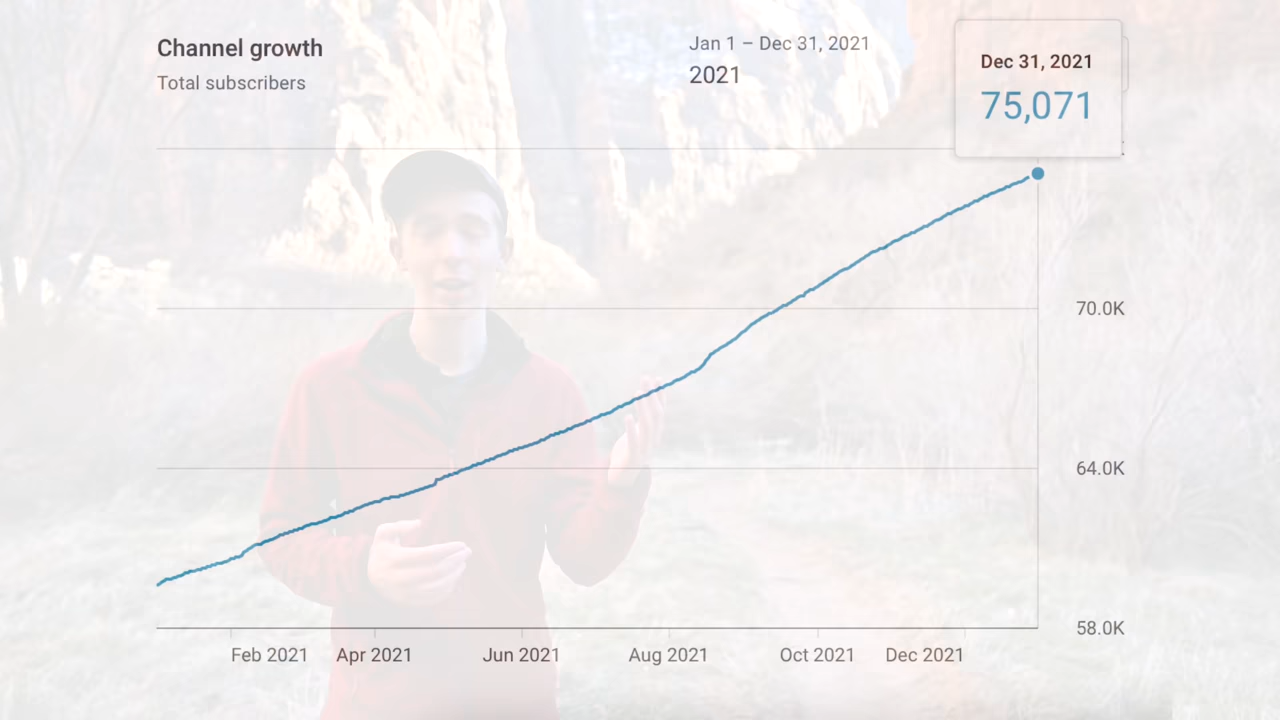 Channel growth
Total subscribers
Jan 1 – Dec 31, 2021
2021
Dec 31, 2021
75,071
70.0K
64.0K
58.0K
Feb 2021
Apr 2021
Jun 2021
Aug 2021
Oct 2021
Dec 2021